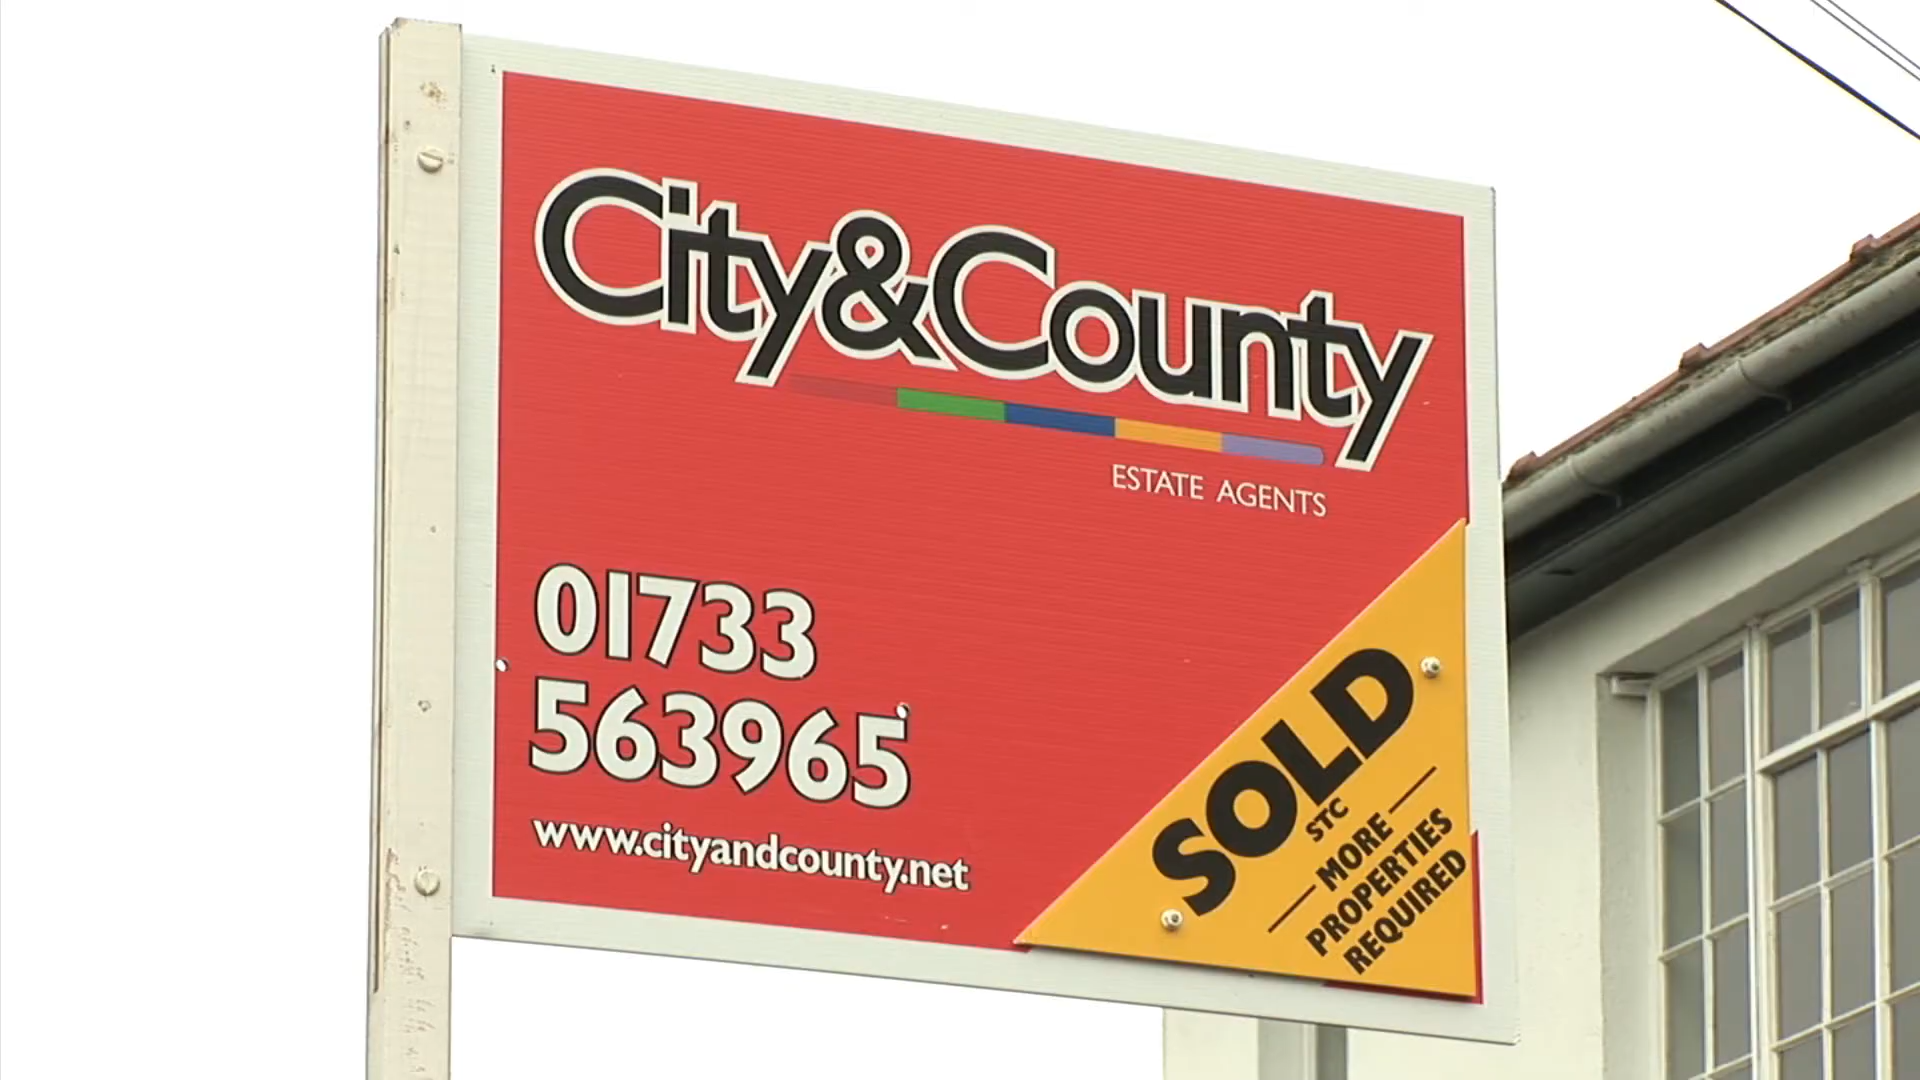 City&County
ESTATE AGENTS
01733
563965
www.cityandcounty.net
SOLD
STC
MORE
PROPERTIES
REQUIRED